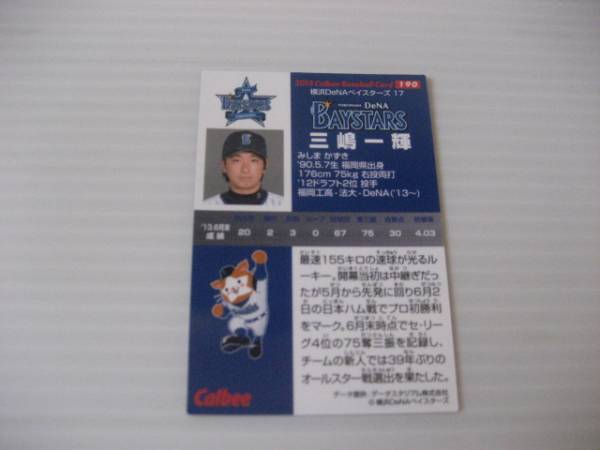 2013 Calbee Baseball Card 190
横浜DeNAベイスターズ 17
YOKOHAMA DeNA
BAYSTARS
三嶋一輝
みしま かずき
'90.5.7生 福岡県出身
176cm 75kg 右投両打
'12ドラフト2位 投手
福岡工高-法大-DeNA('13~)
'13.6月末
成績
20 2 3 0 67 75 30 4.03
最速155キロの速球が光るル
ーキー。開幕当初は中継ぎだっ
たが5月から先発に回り6月2
日の日本ハム戦でプロ初勝利
をマーク。6月末時点でセ・リー
グ4位の75奪三振を記録し、
チームの新人では39年ぶりの
オールスター戦選出を果たした。
データ提供:データスタジアム株式会社
©横浜DeNAベイスターズ
Calbee